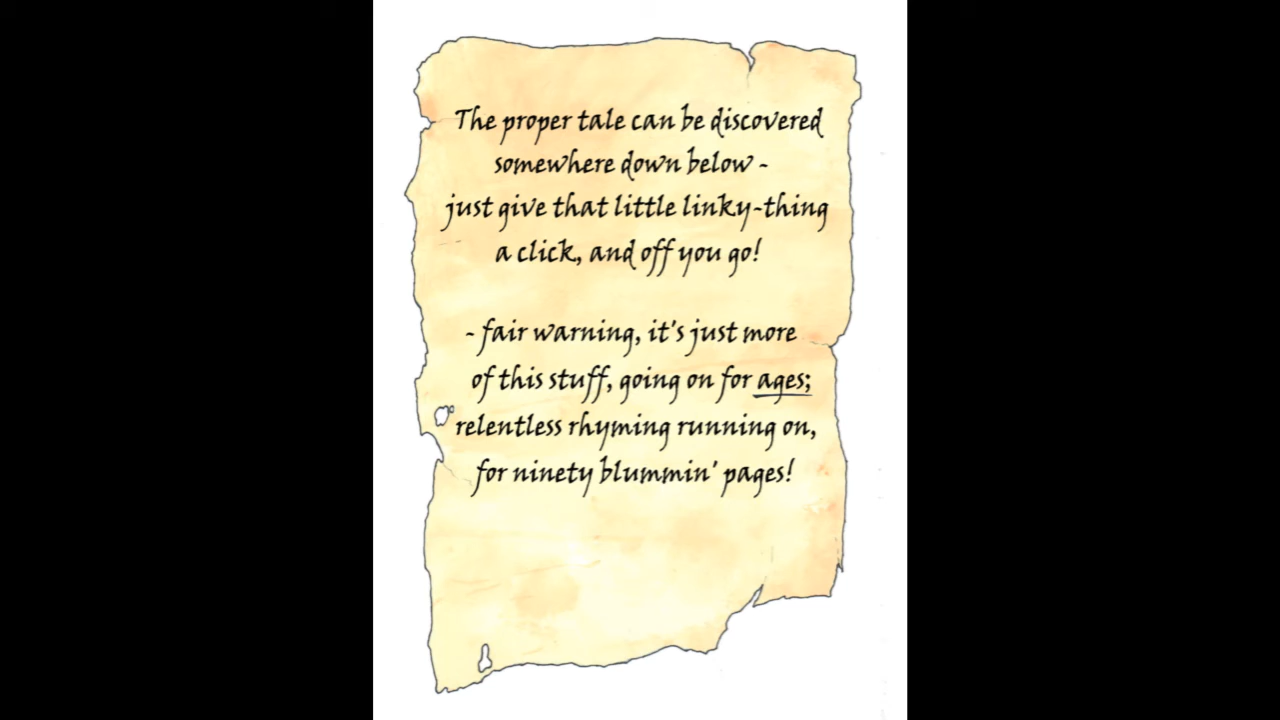 The proper tale can be discovered
somewhere down below -
just give that little linky-thing
a click, and off you go!
- fair warning, it's just more
of this stuff, going on for ages;
relentless rhyming running on,
for ninety blummin' pages!